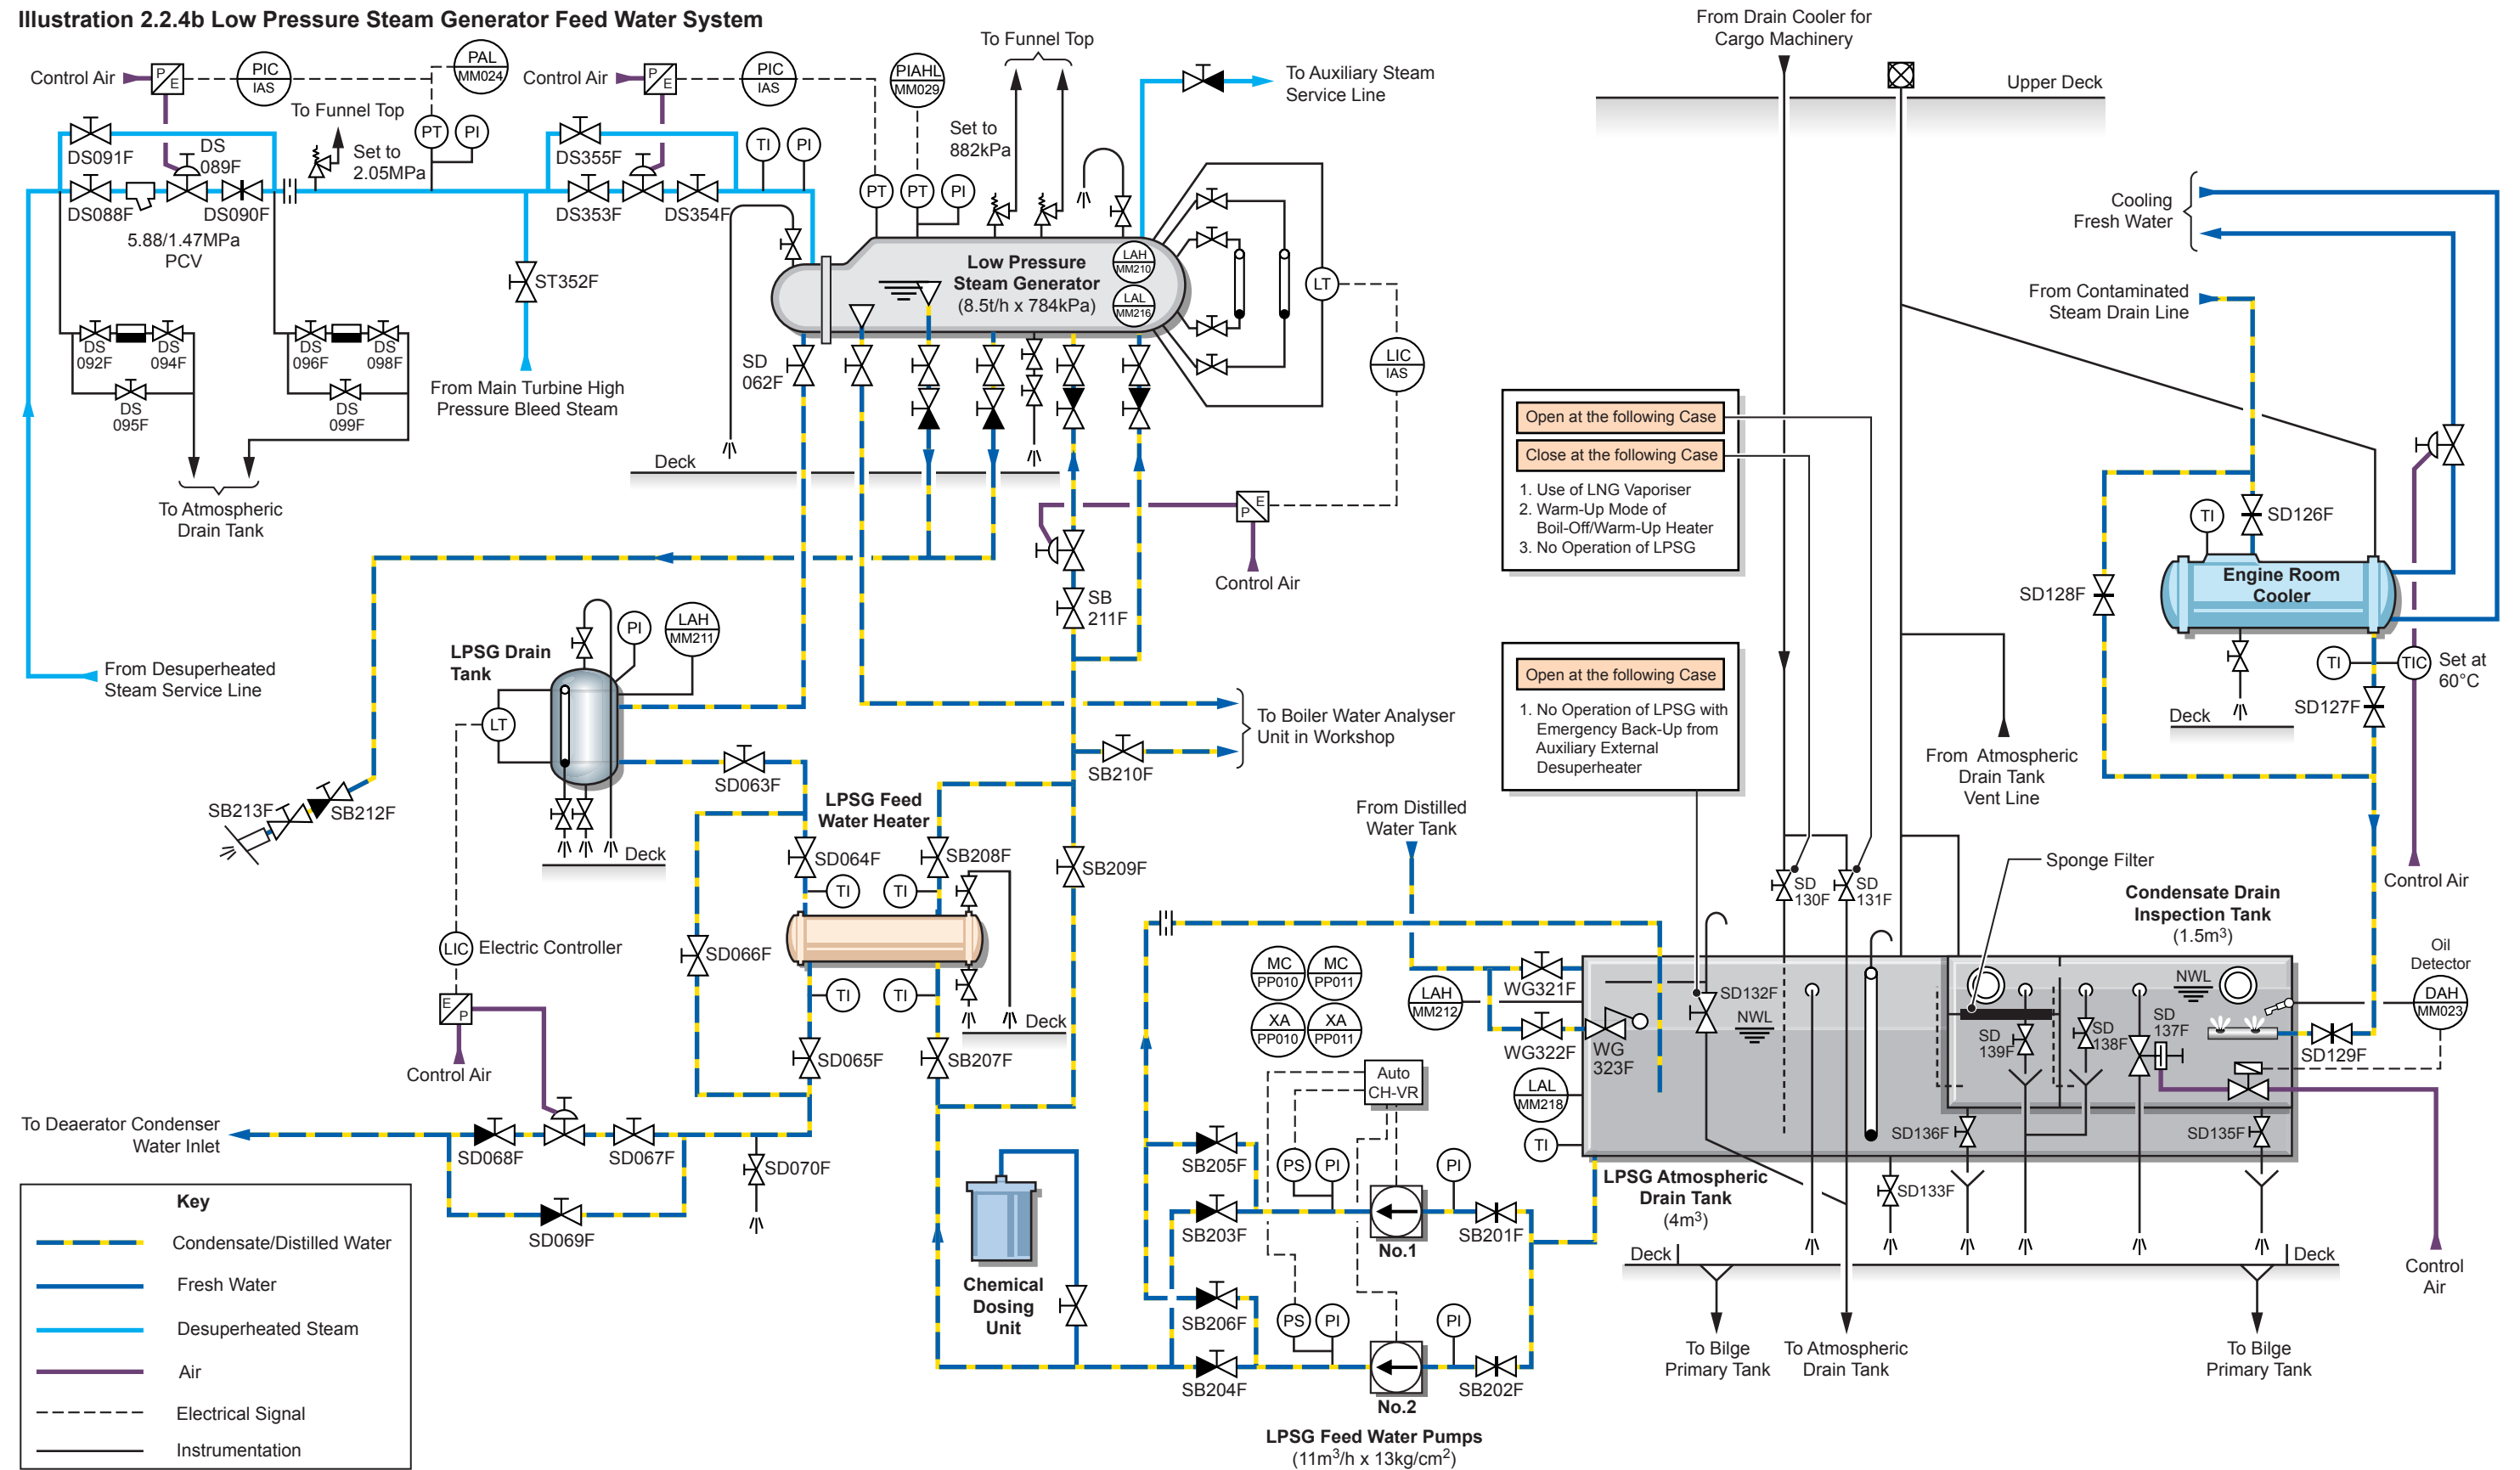 Illustration 2.2.4b Low Pressure Steam Generator Feed Water System
Control Air
P
E
PIC
IAS
PAL
MM024
To Funnel Top
PT
PI
Set to
2.05MPa
DS091F
DS
089F
DS088F
DS090F
5.88/1.47MPa
PCV
DS
092F
DS
094F
DS
095F
DS
096F
DS
098F
DS
099F
To Atmospheric
Drain Tank
From Desuperheated
Steam Service Line
Control Air
P
E
PIC
IAS
PIAHL
MM029
To Funnel Top
Set to
882kPa
DS355F
DS353F
DS354F
TI
PI
PT
PT
PI
ST352F
From Main Turbine High
Pressure Bleed Steam
To Auxiliary Steam
Service Line
Low Pressure
Steam Generator
(8.5t/h x 784kPa)
LAH
MM210
LAL
MM216
LT
LIC
IAS
SD
062F
Deck
P
E
Control Air
SB
211F
LPSG Drain
Tank
PI
LAH
MM211
LT
SD063F
Deck
SB213F
SB212F
LPSG Feed
Water Heater
SD064F
SB208F
TI
TI
SD066F
TI
TI
Deck
SD065F
SB207F
SB209F
SB210F
To Boiler Water Analyser
Unit in Workshop
LIC
Electric Controller
E
P
Control Air
To Deaerator Condenser
Water Inlet
SD068F
SD067F
SD069F
SD070F
Key
Condensate/Distilled Water
Fresh Water
Desuperheated Steam
Air
Electrical Signal
Instrumentation
Chemical
Dosing
Unit
From Drain Cooler for
Cargo Machinery
Upper Deck
Open at the following Case
Close at the following Case
1. Use of LNG Vaporiser
2. Warm-Up Mode of
Boil-Off/Warm-Up Heater
3. No Operation of LPSG
Open at the following Case
1. No Operation of LPSG with
Emergency Back-Up from
Auxiliary External
Desuperheater
From Distilled
Water Tank
MC
PP010
MC
PP011
XA
PP010
XA
PP011
Auto
CH-VR
LAH
MM212
LAL
MM218
TI
WG321F
WG322F
WG
323F
NWL
SD132F
SD
130F
SD
131F
SB205F
SB203F
SB206F
SB204F
PS
PI
PI
No.1
SB201F
PS
PI
PI
No.2
SB202F
LPSG Feed Water Pumps
(11m3/h x 13kg/cm2)
LPSG Atmospheric
Drain Tank
(4m3)
Cooling
Fresh Water
From Contaminated
Steam Drain Line
TI
SD126F
SD128F
Engine Room
Cooler
TI
TIC
Set at
60°C
SD127F
Deck
From Atmospheric
Drain Tank
Vent Line
Control Air
Sponge Filter
Condensate Drain
Inspection Tank
(1.5m3)
Oil
Detector
DAH
MM023
NWL
SD
139F
SD
138F
SD
137F
SD129F
SD136F
SD135F
SD133F
Deck
Deck
To Bilge
Primary Tank
To Atmospheric
Drain Tank
To Bilge
Primary Tank
Control
Air